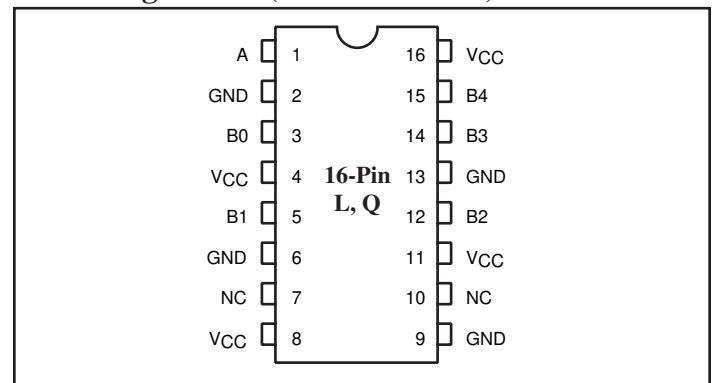 A 1 16 VCC
GND 2 15 B4
B0 3 14 B3
VCC 4 16-Pin 13 GND
L, Q
B1 5 12 B2
GND 6 11 VCC
NC 7 10 NC
VCC 8 9 GND